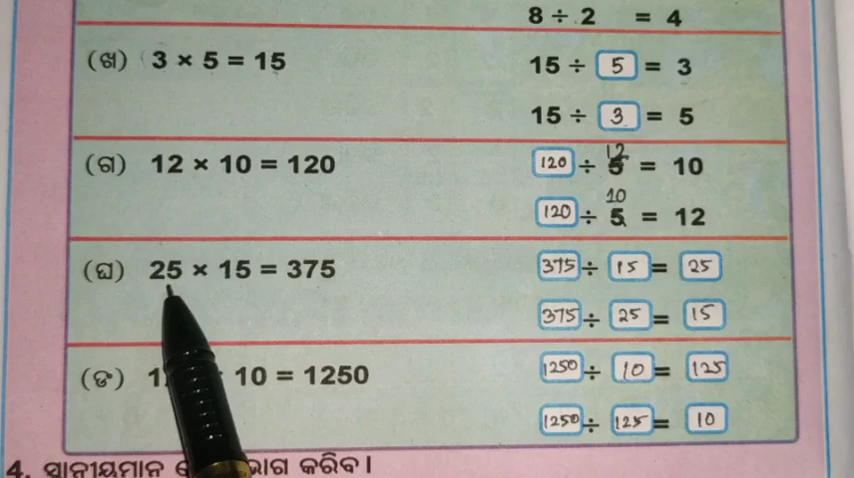 8 ÷ 2 = 4
(ଖ) 3 × 5 = 15 15 ÷ 5 = 3
15 ÷ 3 = 5
(ଗ) 12 × 10 = 120 120 ÷ 5 12 = 10
120 ÷ 5 10 = 12
(ଘ) 25 × 15 = 375 375 ÷ 15 = 25
375 ÷ 25 = 15
(ଙ) 10 = 1250 1250 ÷ 10 = 125
1250 ÷ 125 = 10
4. ସ୍ଥାନୀୟମାନ ଭାଗ କରିବ।